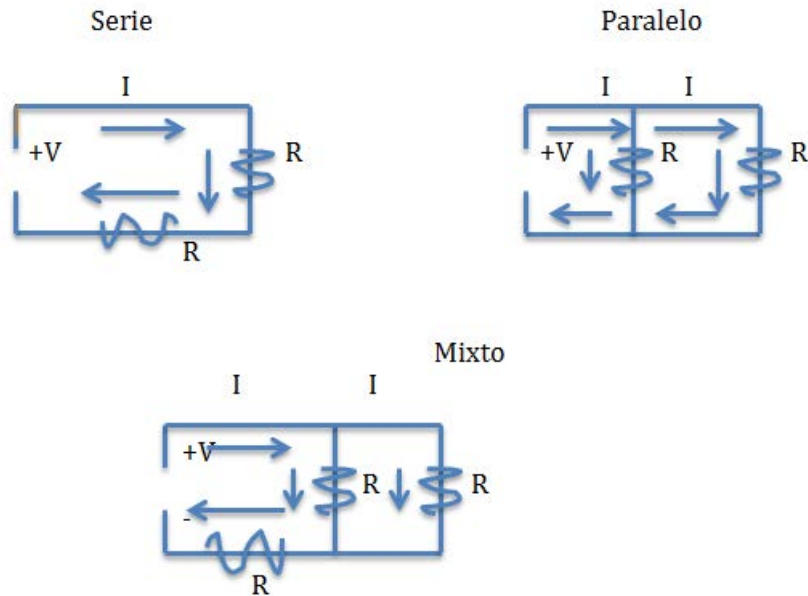 Serie
Paralelo
I
I I
+V R
+V R R
R
Mixto
I I
+V
R R
-
R